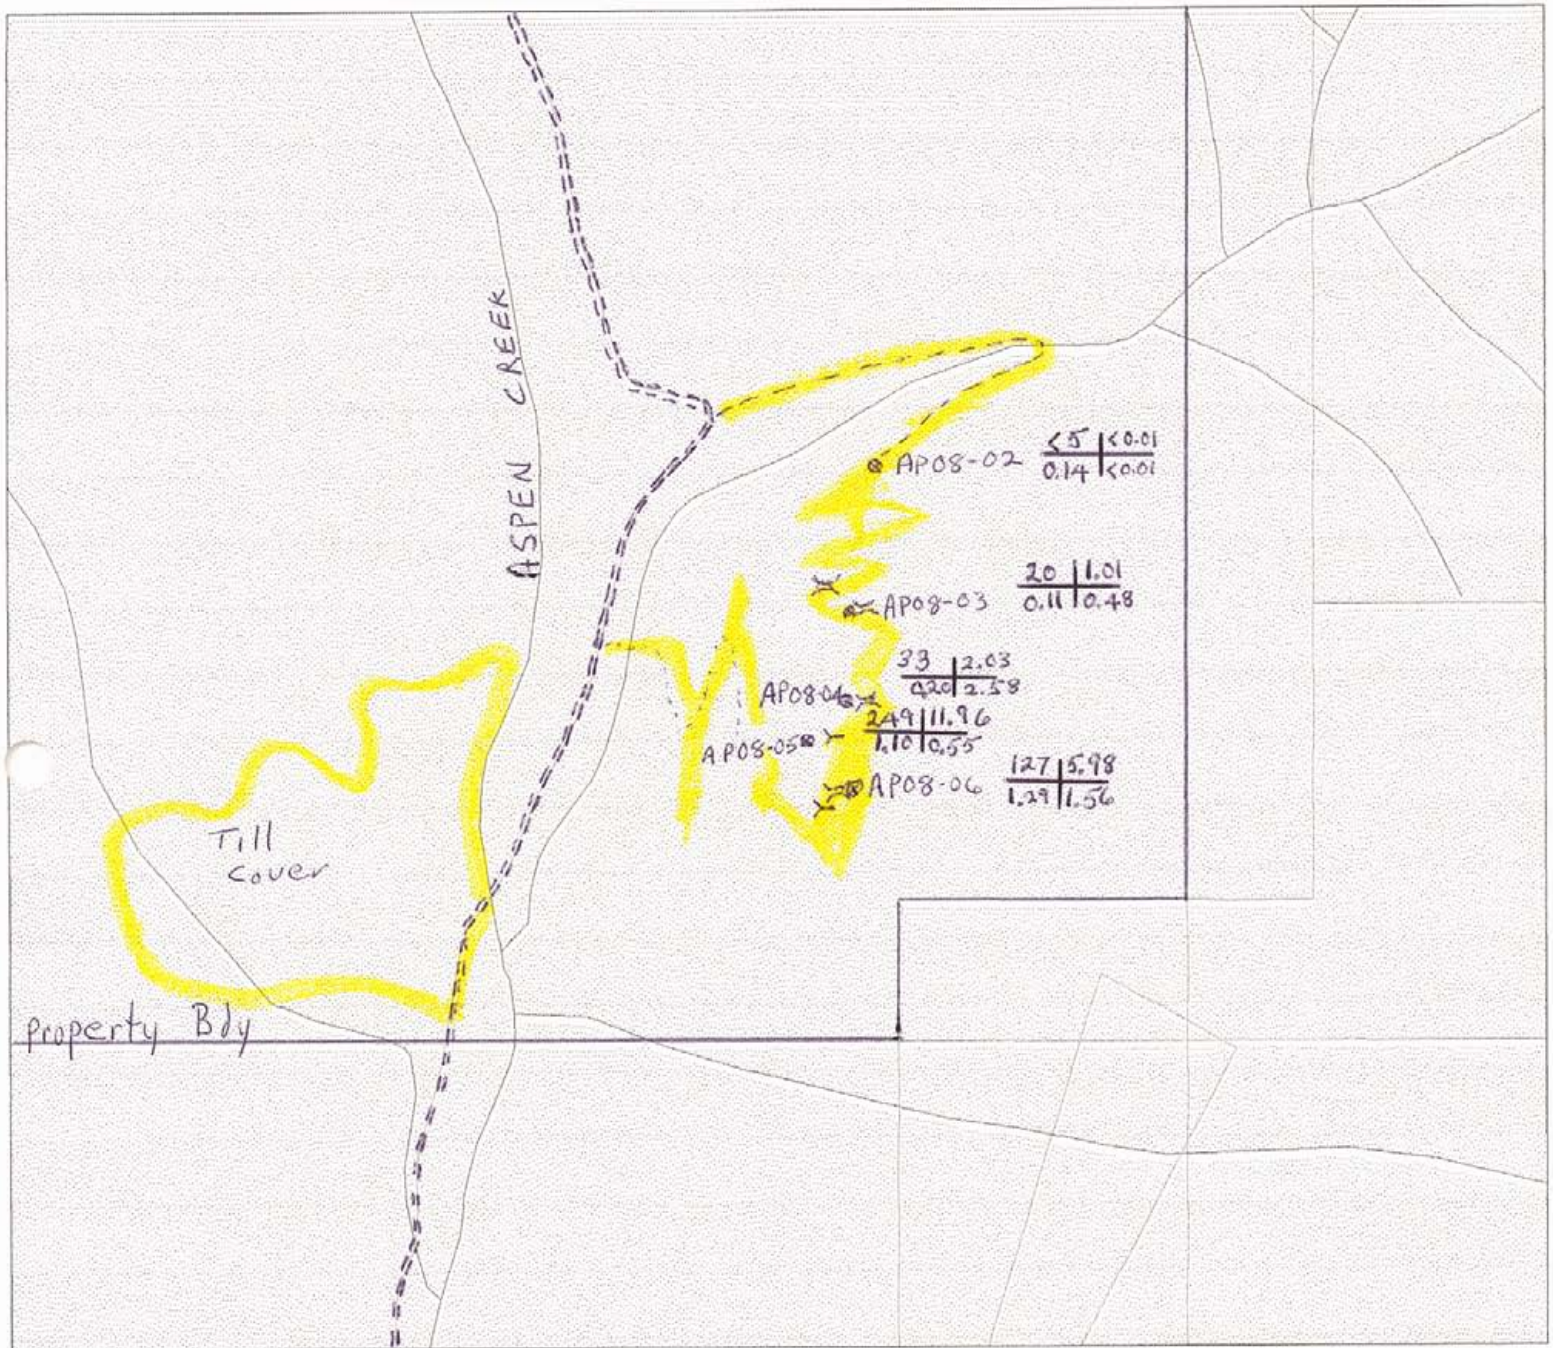 ASPEN CREEK
AP08-02
<5 | <0.01
0.14 | <0.01
AP08-03
20 | 1.01
0.11 | 0.48
AP08-04
33 | 2.03
0.20 | 2.58
AP08-05
249 | 11.96
1.10 | 0.55
AP08-06
127 | 5.98
1.29 | 1.56
Till
Cover
Property Bdy